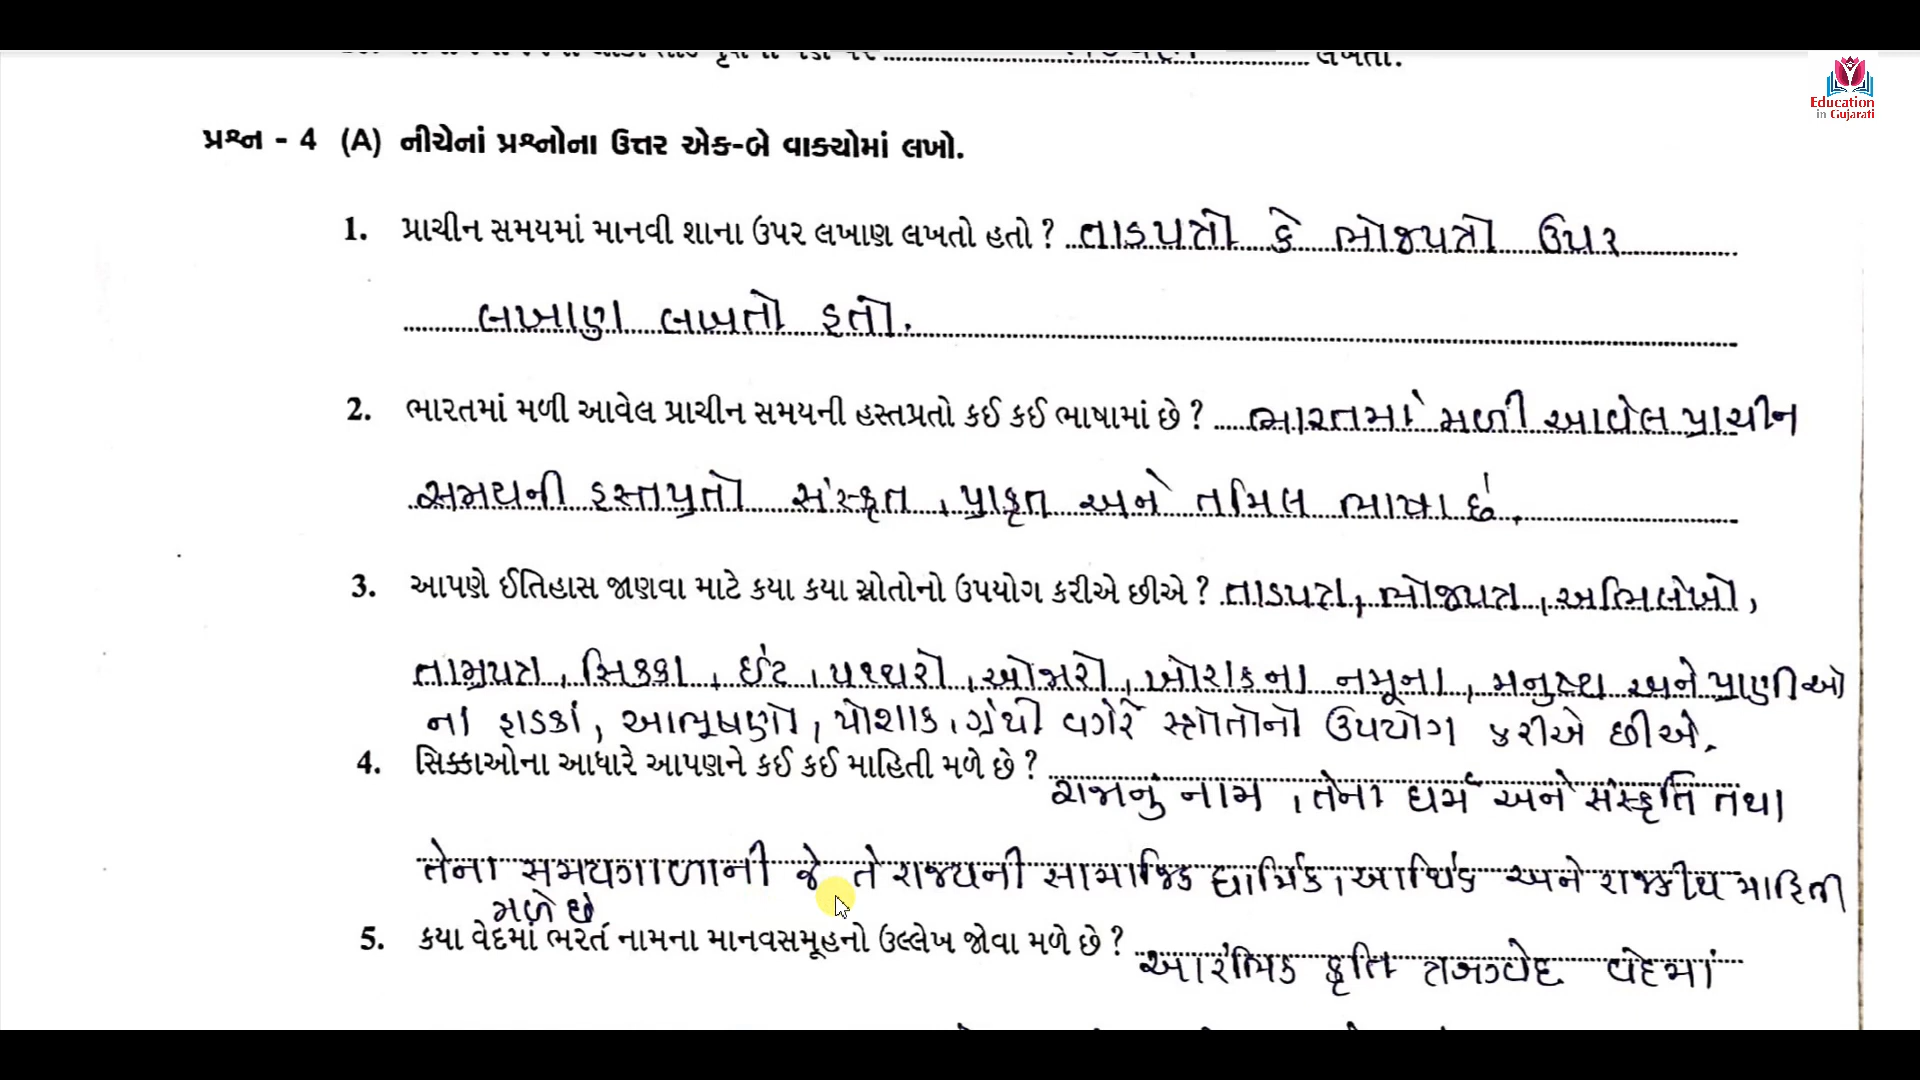 લખતા.
Education
in Gujarati
પ્રશ્ન - 4 (A) નીચેનાં પ્રશ્નોના ઉત્તર એક-બે વાક્યોમાં લખો.
1. પ્રાચીન સમયમાં માનવી શાના ઉપર લખાણ લખતો હતો ? તાડપત્રો કે ભોજપત્રો ઉપર
લખાણ લખતો હતો.
2. ભારતમાં મળી આવેલ પ્રાચીન સમયની હસ્તપ્રતો કઈ કઈ ભાષામાં છે ? ભારતમાં મળી આવેલ પ્રાચીન
સમયની હસ્તપ્રતો સંસ્કૃત, પ્રાકૃત અને તમિલ ભાષા છે.
3. આપણે ઈતિહાસ જાણવા માટે કયા કયા સ્રોતોનો ઉપયોગ કરીએ છીએ ? તાડપત્ર, ભોજપત્ર, અભિલેખો,
તામ્રપત્ર, સિક્કા, ઈંટ, પથ્થરો, ઓજારો, ખોરાકના નમૂના, મનુષ્ય અને પ્રાણીઓ
નાં હાડકાં, આભૂષણો, પોશાક, ગ્રંથો વગેરે સ્ત્રોતોનો ઉપયોગ કરીએ છીએ.
4. સિક્કાઓના આધારે આપણને કઈ કઈ માહિતી મળે છે ?
રાજાનું નામ, તેના ધર્મ અને સંસ્કૃતિ તથા
તેના સમયગાળાની જે તે રાજ્યની સામાજિક ધાર્મિક, આર્થિક અને રાજકીય માહિતી
મળે છે
5. કયા વેદમાં ભરત નામના માનવસમૂહનો ઉલ્લેખ જોવા મળે છે ?
આરંભિક કૃતિ ઋગ્વેદ વેદમાં